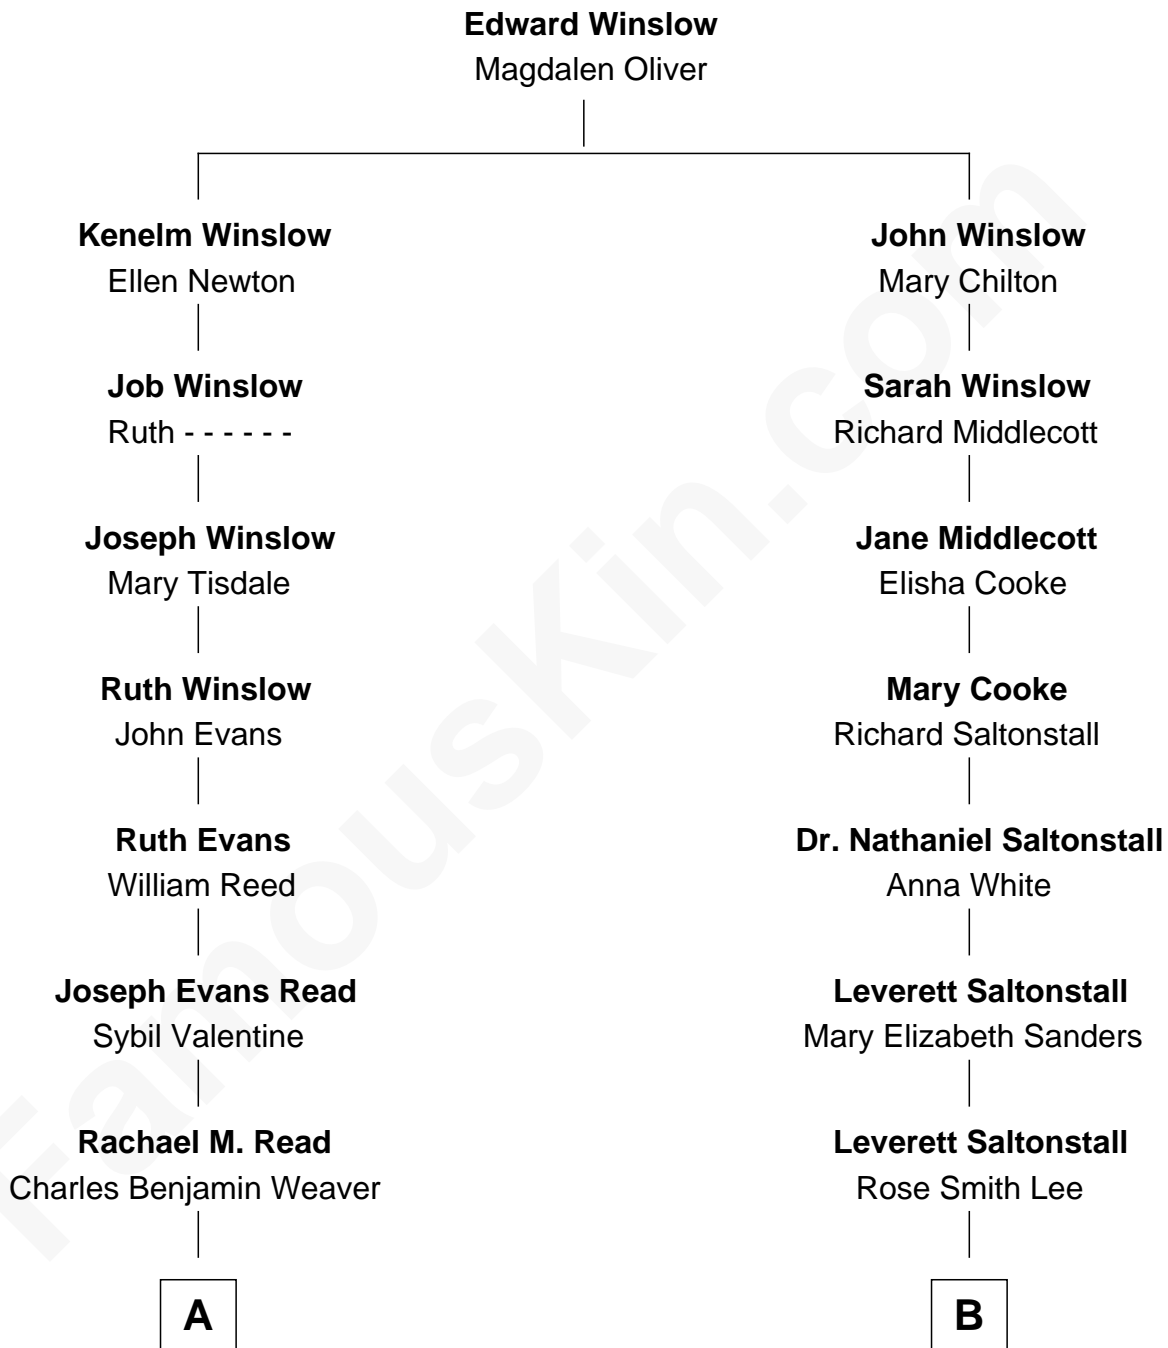 Edward Winslow
Magdalen Oliver
Kenelm Winslow
Ellen Newton
Job Winslow
Ruth - - - - - -
Joseph Winslow
Mary Tisdale
Ruth Winslow
John Evans
Ruth Evans
William Reed
Joseph Evans Read
Sybil Valentine
Rachael M. Read
Charles Benjamin Weaver
A
John Winslow
Mary Chilton
Sarah Winslow
Richard Middlecott
Jane Middlecott
Elisha Cooke
Mary Cooke
Richard Saltonstall
Dr. Nathaniel Saltonstall
Anna White
Leverett Saltonstall
Mary Elizabeth Sanders
Leverett Saltonstall
Rose Smith Lee
B
FamousKin.com